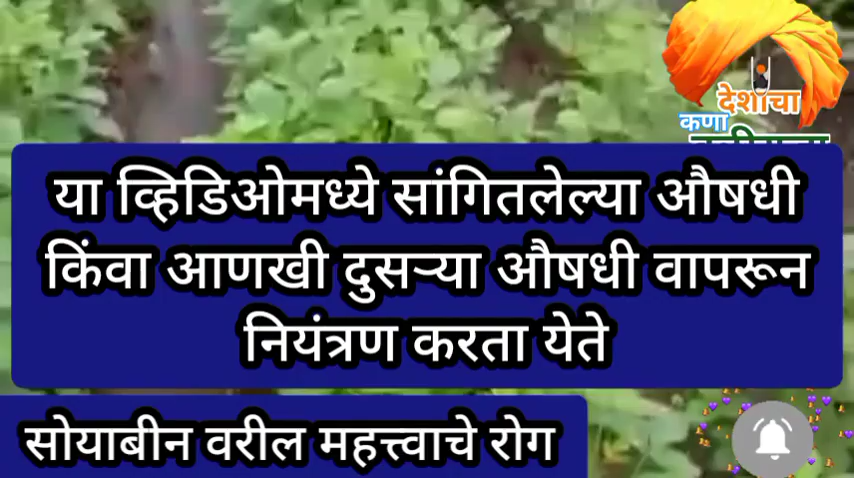 देशाचा
कणा
या व्हिडिओमध्ये सांगितलेल्या औषधी
किंवा आणखी दुसऱ्या औषधी वापरून
नियंत्रण करता येते
सोयाबीन वरील महत्त्वाचे रोग